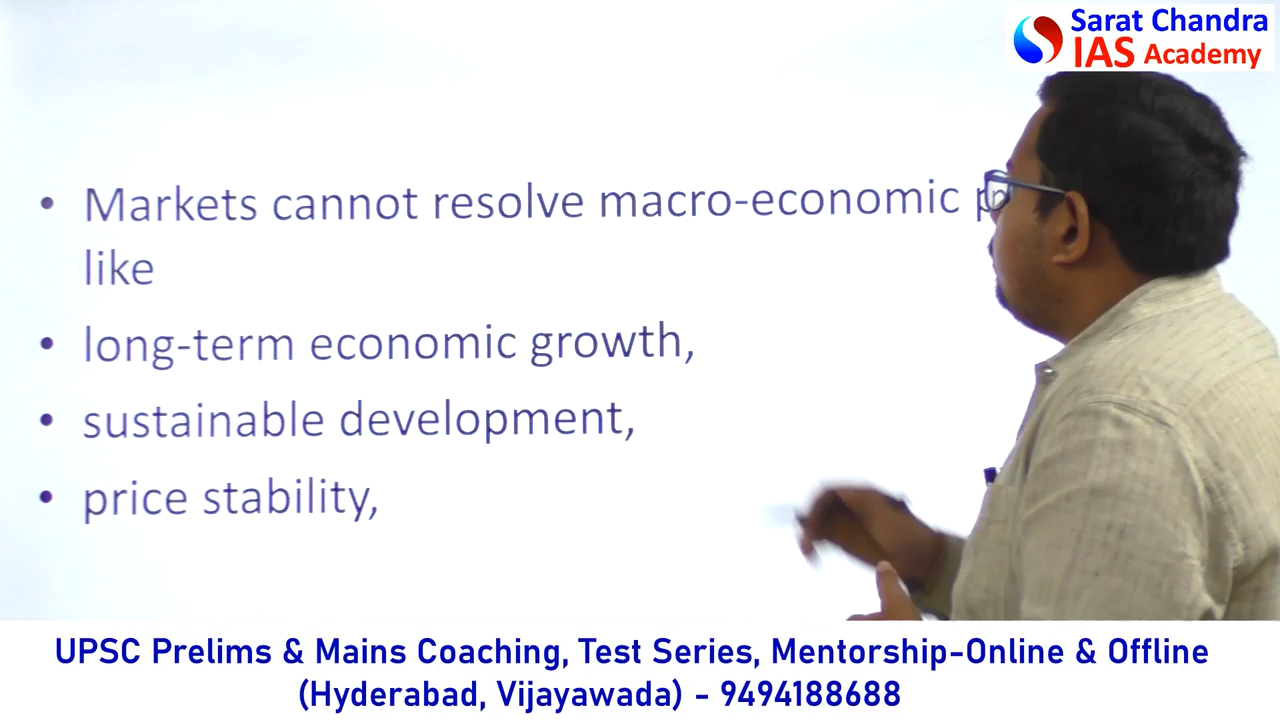 Sarat Chandra
IAS Academy
• Markets cannot resolve macro-economic
like
• long-term economic growth,
• sustainable development,
• price stability,
UPSC Prelims & Mains Coaching, Test Series, Mentorship-Online & Offline
(Hyderabad, Vijayawada) - 9494188688